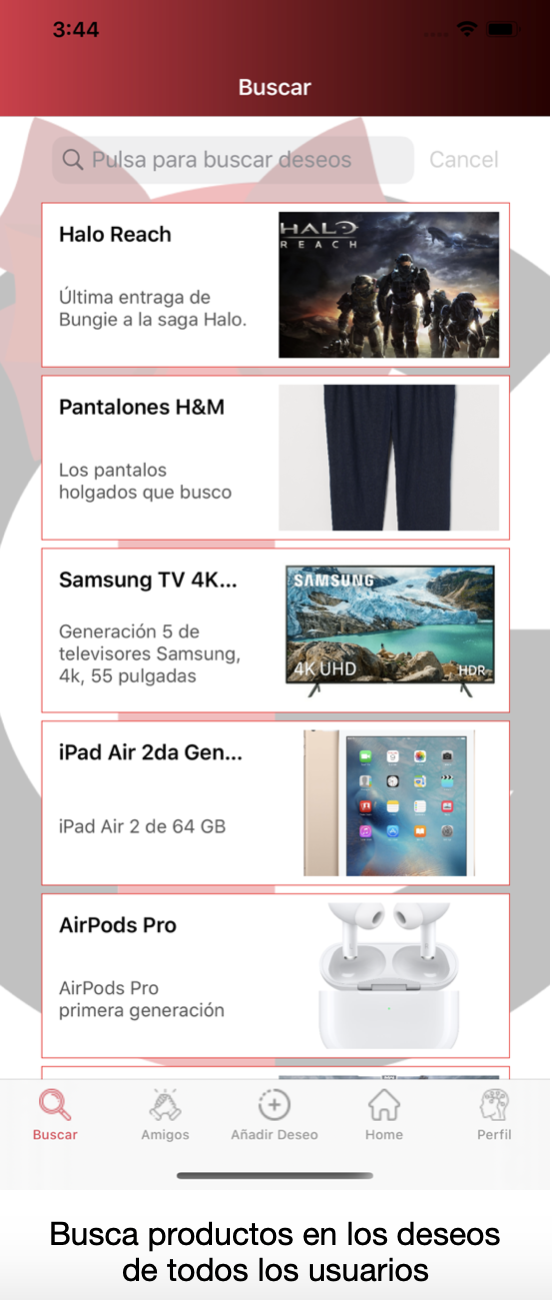 3:44
Buscar
Pulsa para buscar deseos
Cancel
Halo Reach
Última entraga de
Bungie a la saga Halo.
HALO
REACH
Pantalones H&M
Los pantalos
holgados que busco
Samsung TV 4K...
Generación 5 de
televisores Samsung,
4k, 55 pulgadas
SAMSUNG
4K UHD
HDR
iPad Air 2da Gen...
iPad Air 2 de 64 GB
AirPods Pro
AirPods Pro
primera generación
Buscar
Amigos
Añadir Deseo
Home
Perfil
Busca productos en los deseos
de todos los usuarios